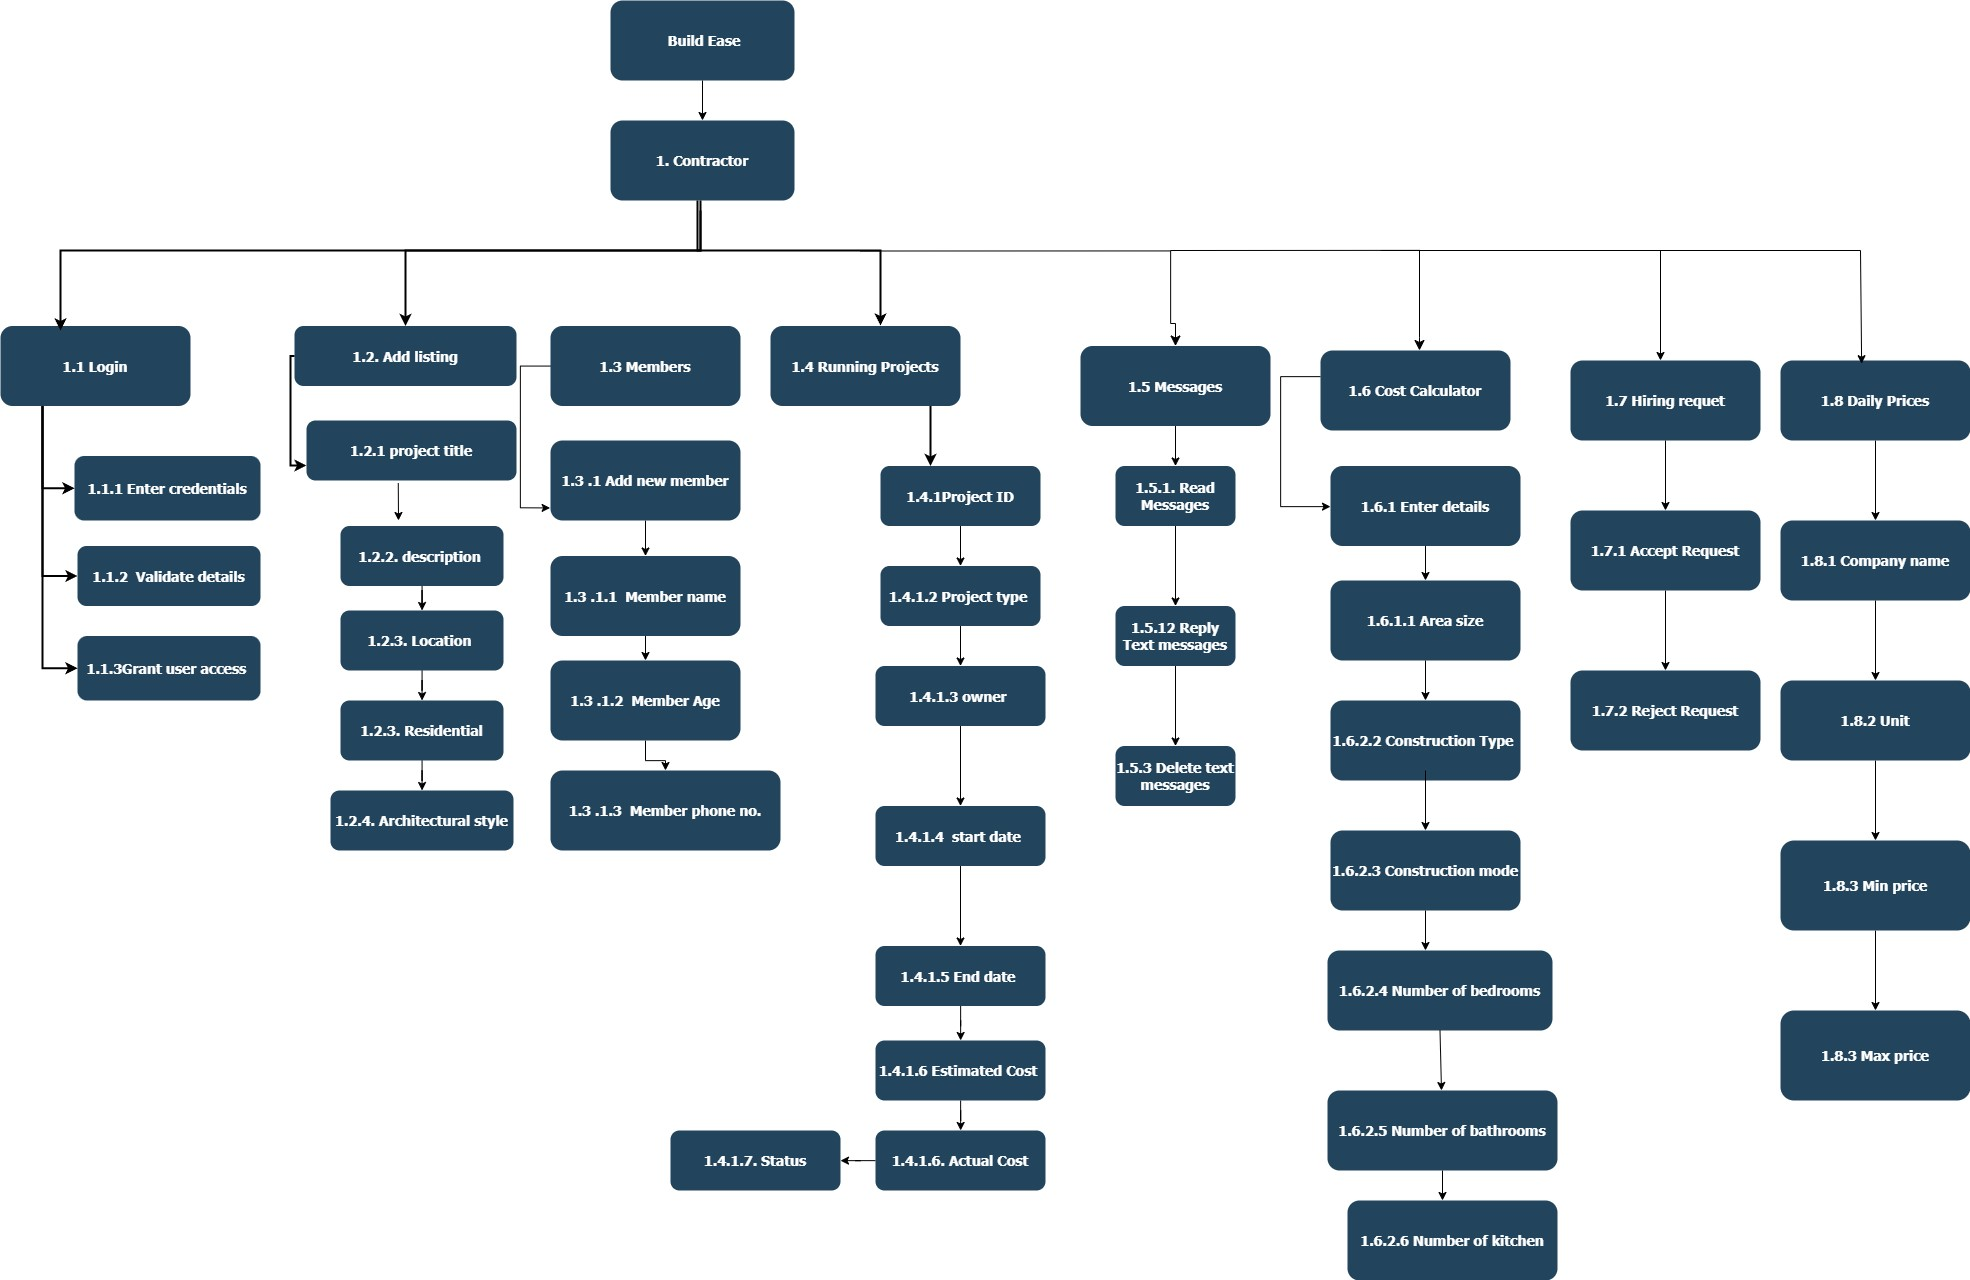 Build Ease
1. Contractor
1.1 Login
1.1.1 Enter credentials
1.1.2  Validate details
1.1.3Grant user access
1.2. Add listing
1.2.1 project title
1.2.2. description
1.2.3. Location
1.2.3. Residential
1.2.4. Architectural style
1.3 Members
1.3 .1 Add new member
1.3 .1.1  Member name
1.3 .1.2  Member Age
1.3 .1.3  Member phone no.
1.4 Running Projects
1.4.1Project ID
1.4.1.2 Project type
1.4.1.3 owner
1.4.1.4  start date
1.4.1.5 End date
1.4.1.6 Estimated Cost
1.4.1.6. Actual Cost
1.4.1.7. Status
1.5 Messages
1.5.1. Read
Messages
1.5.12 Reply
Text messages
1.5.3 Delete text
messages
1.6 Cost Calculator
1.6.1 Enter details
1.6.1.1 Area size
1.6.2.2 Construction Type
1.6.2.3 Construction mode
1.6.2.4 Number of bedrooms
1.6.2.5 Number of bathrooms
1.6.2.6 Number of kitchen
1.7 Hiring requet
1.7.1 Accept Request
1.7.2 Reject Request
1.8 Daily Prices
1.8.1 Company name
1.8.2 Unit
1.8.3 Min price
1.8.3 Max price